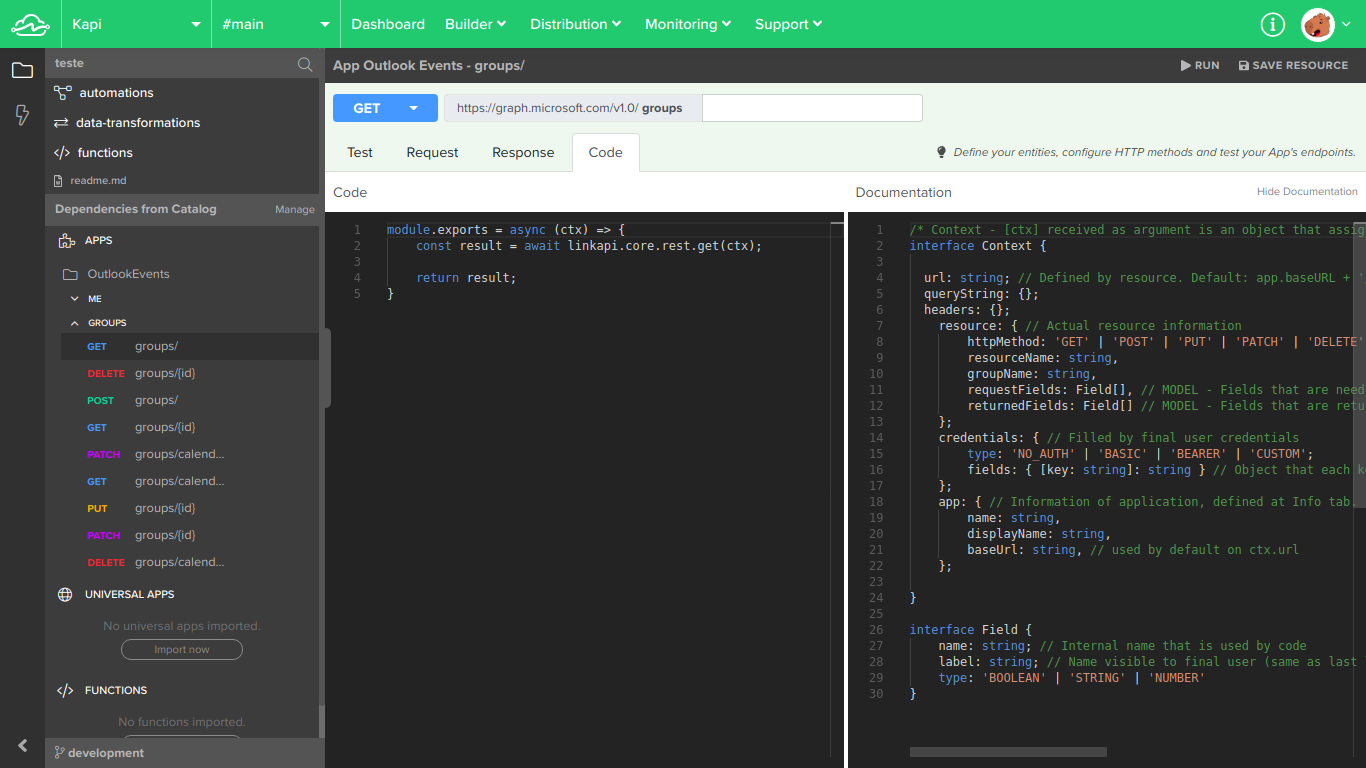 Kapi
#main
Dashboard
Builder
Distribution
Monitoring
Support
teste
automations
data-transformations
functions
readme.md
Dependencies from Catalog
Manage
APPS
OutlookEvents
ME
GROUPS
GET groups/
DELETE groups/{id}
POST groups/
GET groups/{id}
PATCH groups/calend...
GET groups/calend...
PUT groups/{id}
PATCH groups/{id}
DELETE groups/calend...
UNIVERSAL APPS
No universal apps imported.
Import now
FUNCTIONS
No functions imported.
development
App Outlook Events - groups/
RUN
SAVE RESOURCE
GET
https://graph.microsoft.com/v1.0/ groups
Test
Request
Response
Code
Define your entities, configure HTTP methods and test your App's endpoints.
Code
1 module.exports = async (ctx) => {
2 const result = await linkapi.core.rest.get(ctx);
3
4 return result;
5 }
Documentation
Hide Documentation
1 /* Context - [ctx] received as argument is an object that assig
2 interface Context {
3
4 url: string; // Defined by resource. Default: app.baseURL + '
5 queryString: {};
6 headers: {};
7 resource: { // Actual resource information
8 httpMethod: 'GET' | 'POST' | 'PUT' | 'PATCH' | 'DELETE'
9 resourceName: string,
10 groupName: string,
11 requestFields: Field[], // MODEL - Fields that are need
12 returnedFields: Field[] // MODEL - Fields that are retu
13 };
14 credentials: { // Filled by final user credentials
15 type: 'NO_AUTH' | 'BASIC' | 'BEARER' | 'CUSTOM';
16 fields: { [key: string]: string } // Object that each k
17 };
18 app: { // Information of application, defined at Info tab.
19 name: string,
20 displayName: string,
21 baseUrl: string, // used by default on ctx.url
22 };
23
24 }
25
26 interface Field {
27 name: string; // Internal name that is used by code
28 label: string; // Name visible to final user (same as last
29 type: 'BOOLEAN' | 'STRING' | 'NUMBER'
30 }